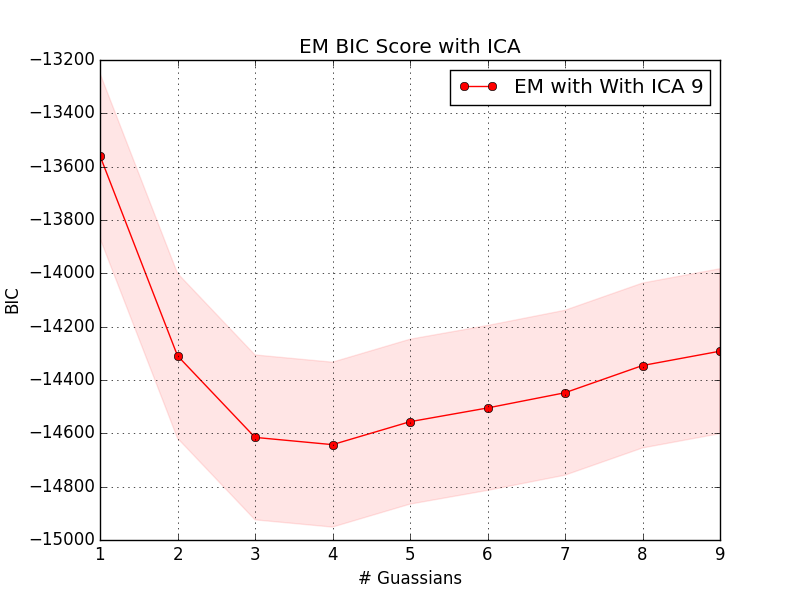 EM BIC Score with ICA
EM with With ICA 9
−13200
−13400
−13600
−13800
−14000
−14200
−14400
−14600
−14800
−15000
BIC
1 2 3 4 5 6 7 8 9
# Guassians